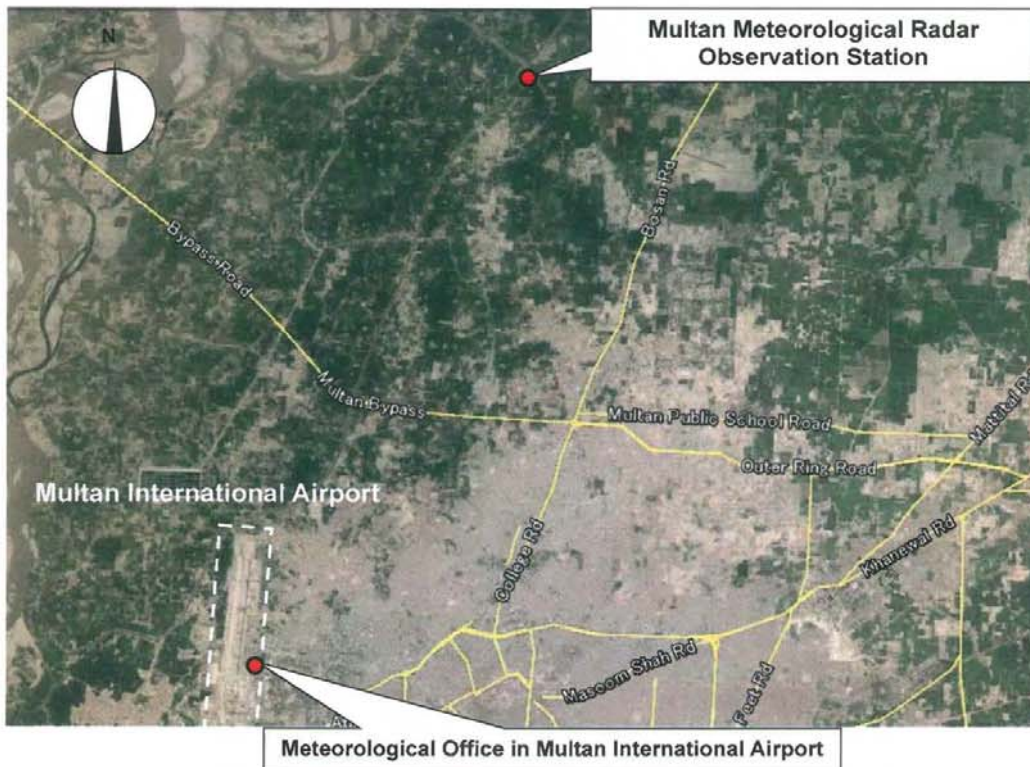 Multan Meteorological Radar
Observation Station
N
Bosan Rd
Bypass Road
Multan Bypass
Multan Public School Road
Outer Ring Road
Multan International Airport
College Rd
Khanewal Rd
Masoom Shah Rd
Feet Rd
Meteorological Office in Multan International Airport